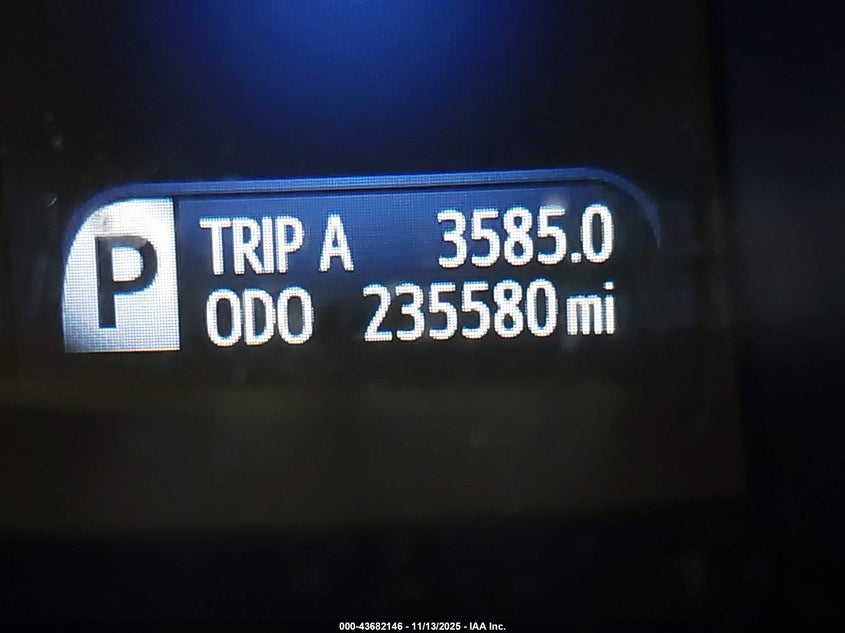 P
TRIP A 3585.0
ODO 235580 mi
000-43682146 - 11/13/2025 - IAA Inc.